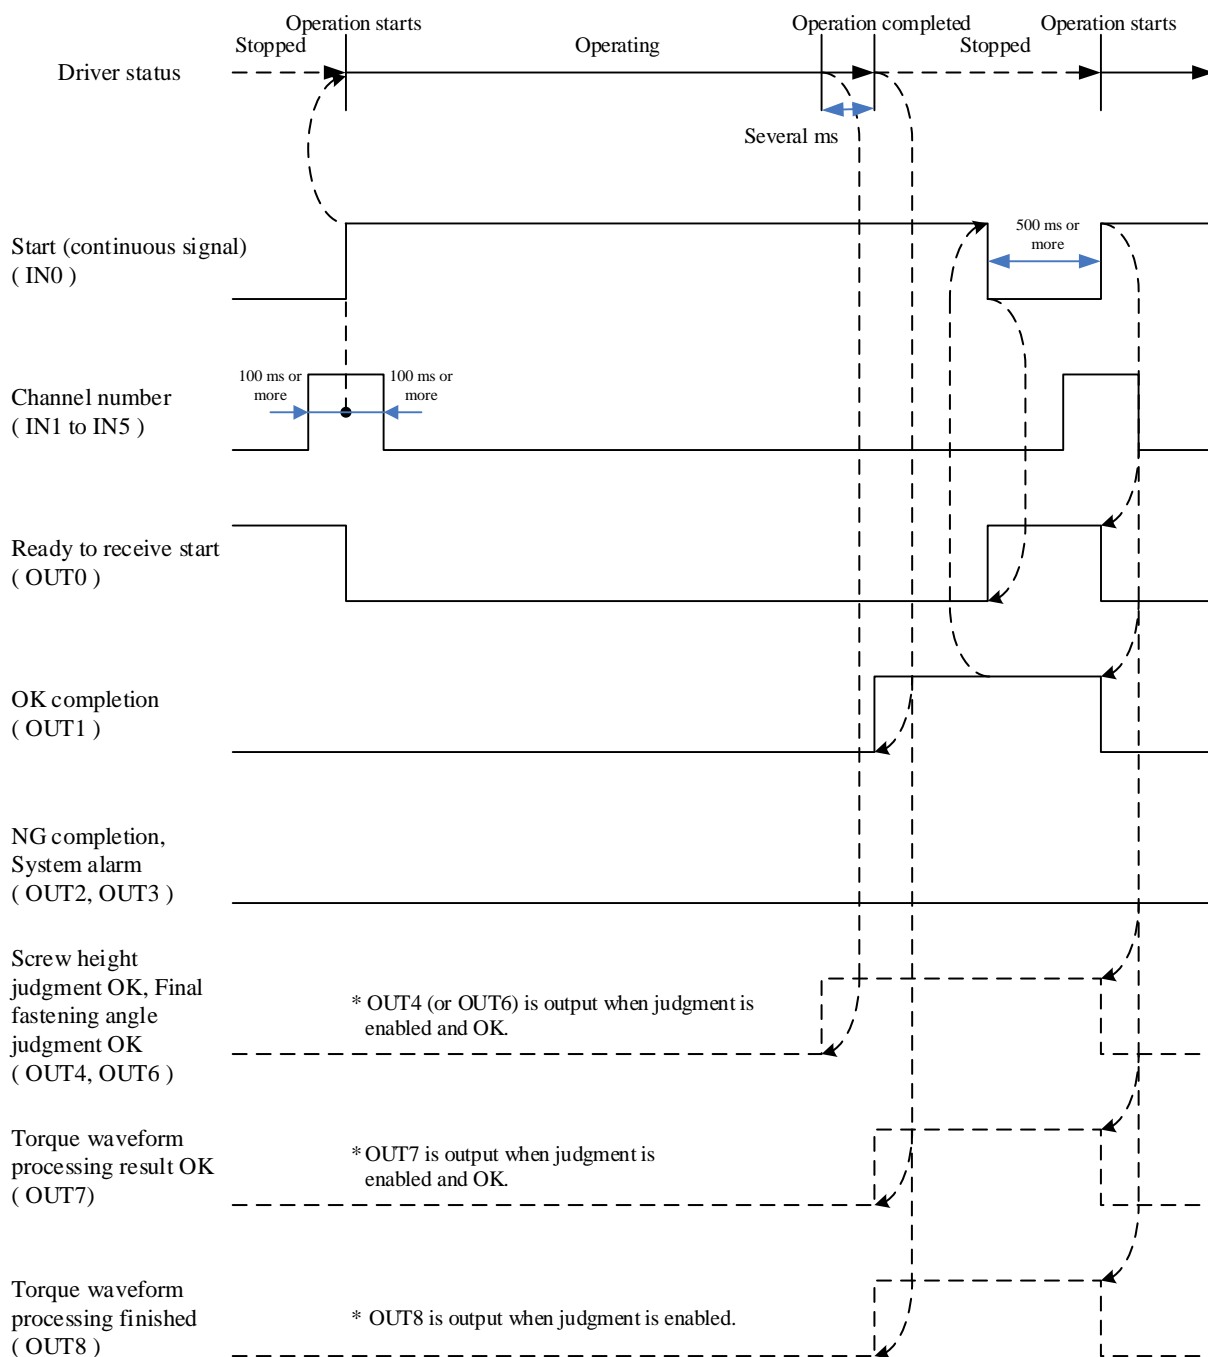 Operation starts
Operation completed
Operation starts
Stopped
Operating
Stopped
Driver status
Several ms
Start (continuous signal)
( IN0 )
500 ms or
more
Channel number
( IN1 to IN5 )
100 ms or
more
100 ms or
more
Ready to receive start
( OUT0 )
OK completion
( OUT1 )
NG completion,
System alarm
( OUT2, OUT3 )
Screw height
judgment OK, Final
fastening angle
judgment OK
( OUT4, OUT6 )
* OUT4 (or OUT6) is output when judgment is
enabled and OK.
Torque waveform
processing result OK
( OUT7)
* OUT7 is output when judgment is
enabled and OK.
Torque waveform
processing finished
( OUT8 )
* OUT8 is output when judgment is enabled.